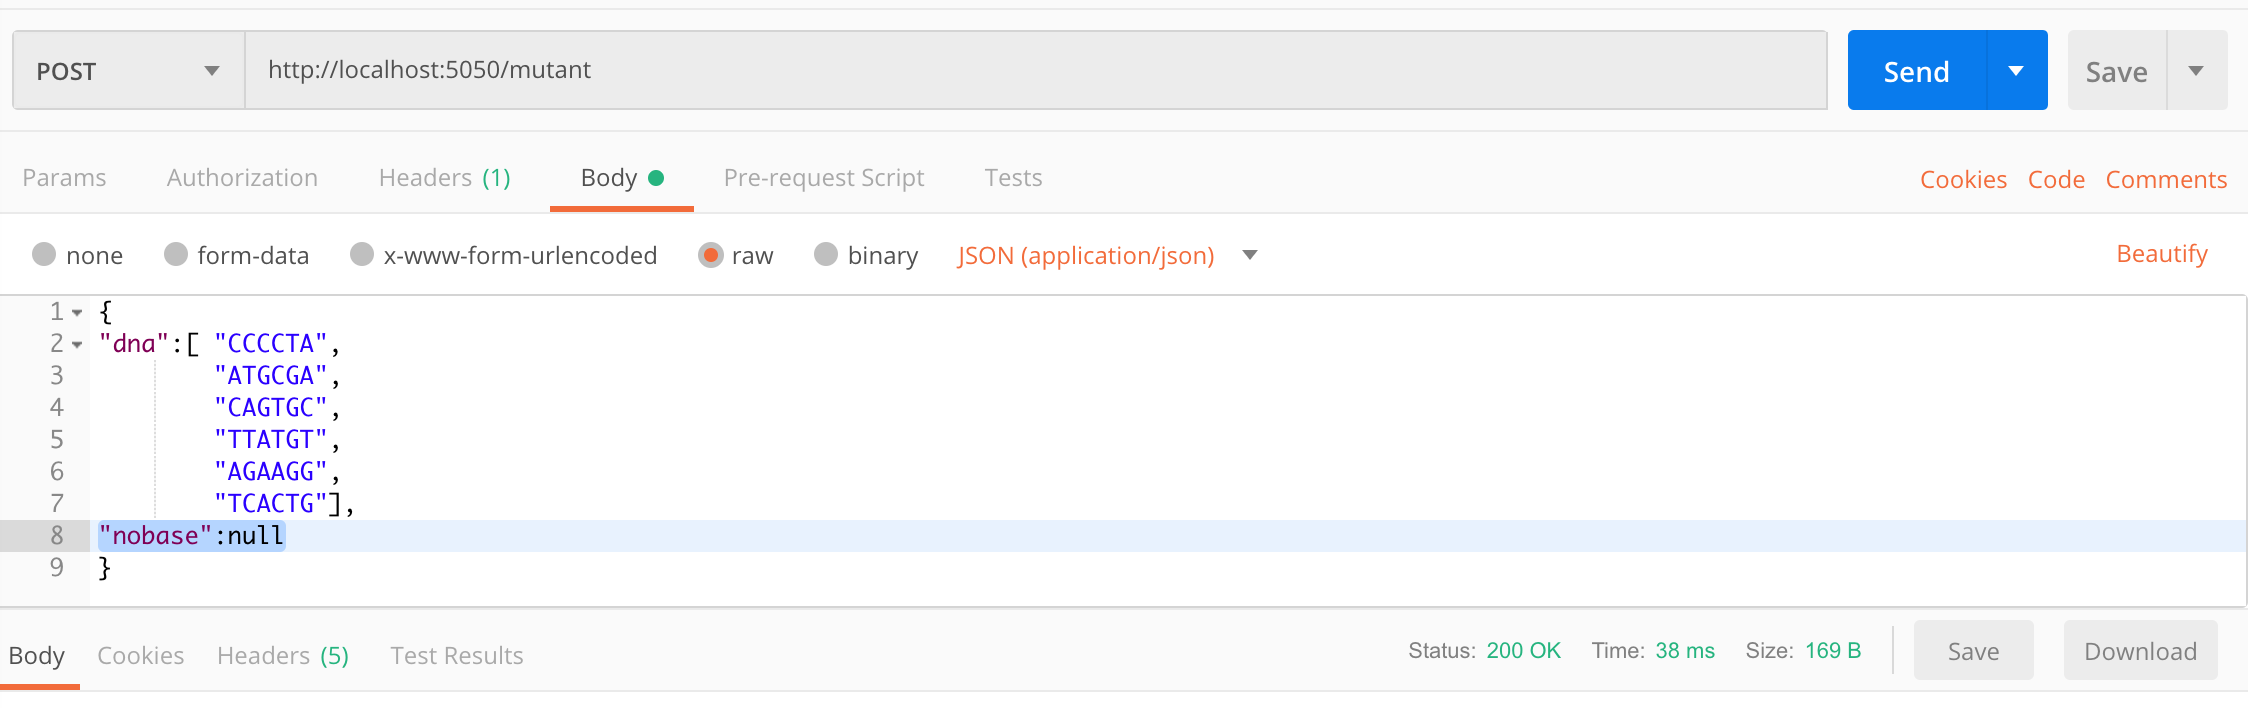 POST http://localhost:5050/mutant Send Save
Params Authorization Headers (1) Body Pre-request Script Tests Cookies Code Comments
none form-data x-www-form-urlencoded raw binary JSON (application/json) Beautify
1 {
2 "dna":[ "CCCCTA",
3 "ATGCGA",
4 "CAGTGC",
5 "TTATGT",
6 "AGAAGG",
7 "TCACTG"],
8 "nobase":null
9 }
Body Cookies Headers (5) Test Results Status: 200 OK Time: 38 ms Size: 169 B Save Download